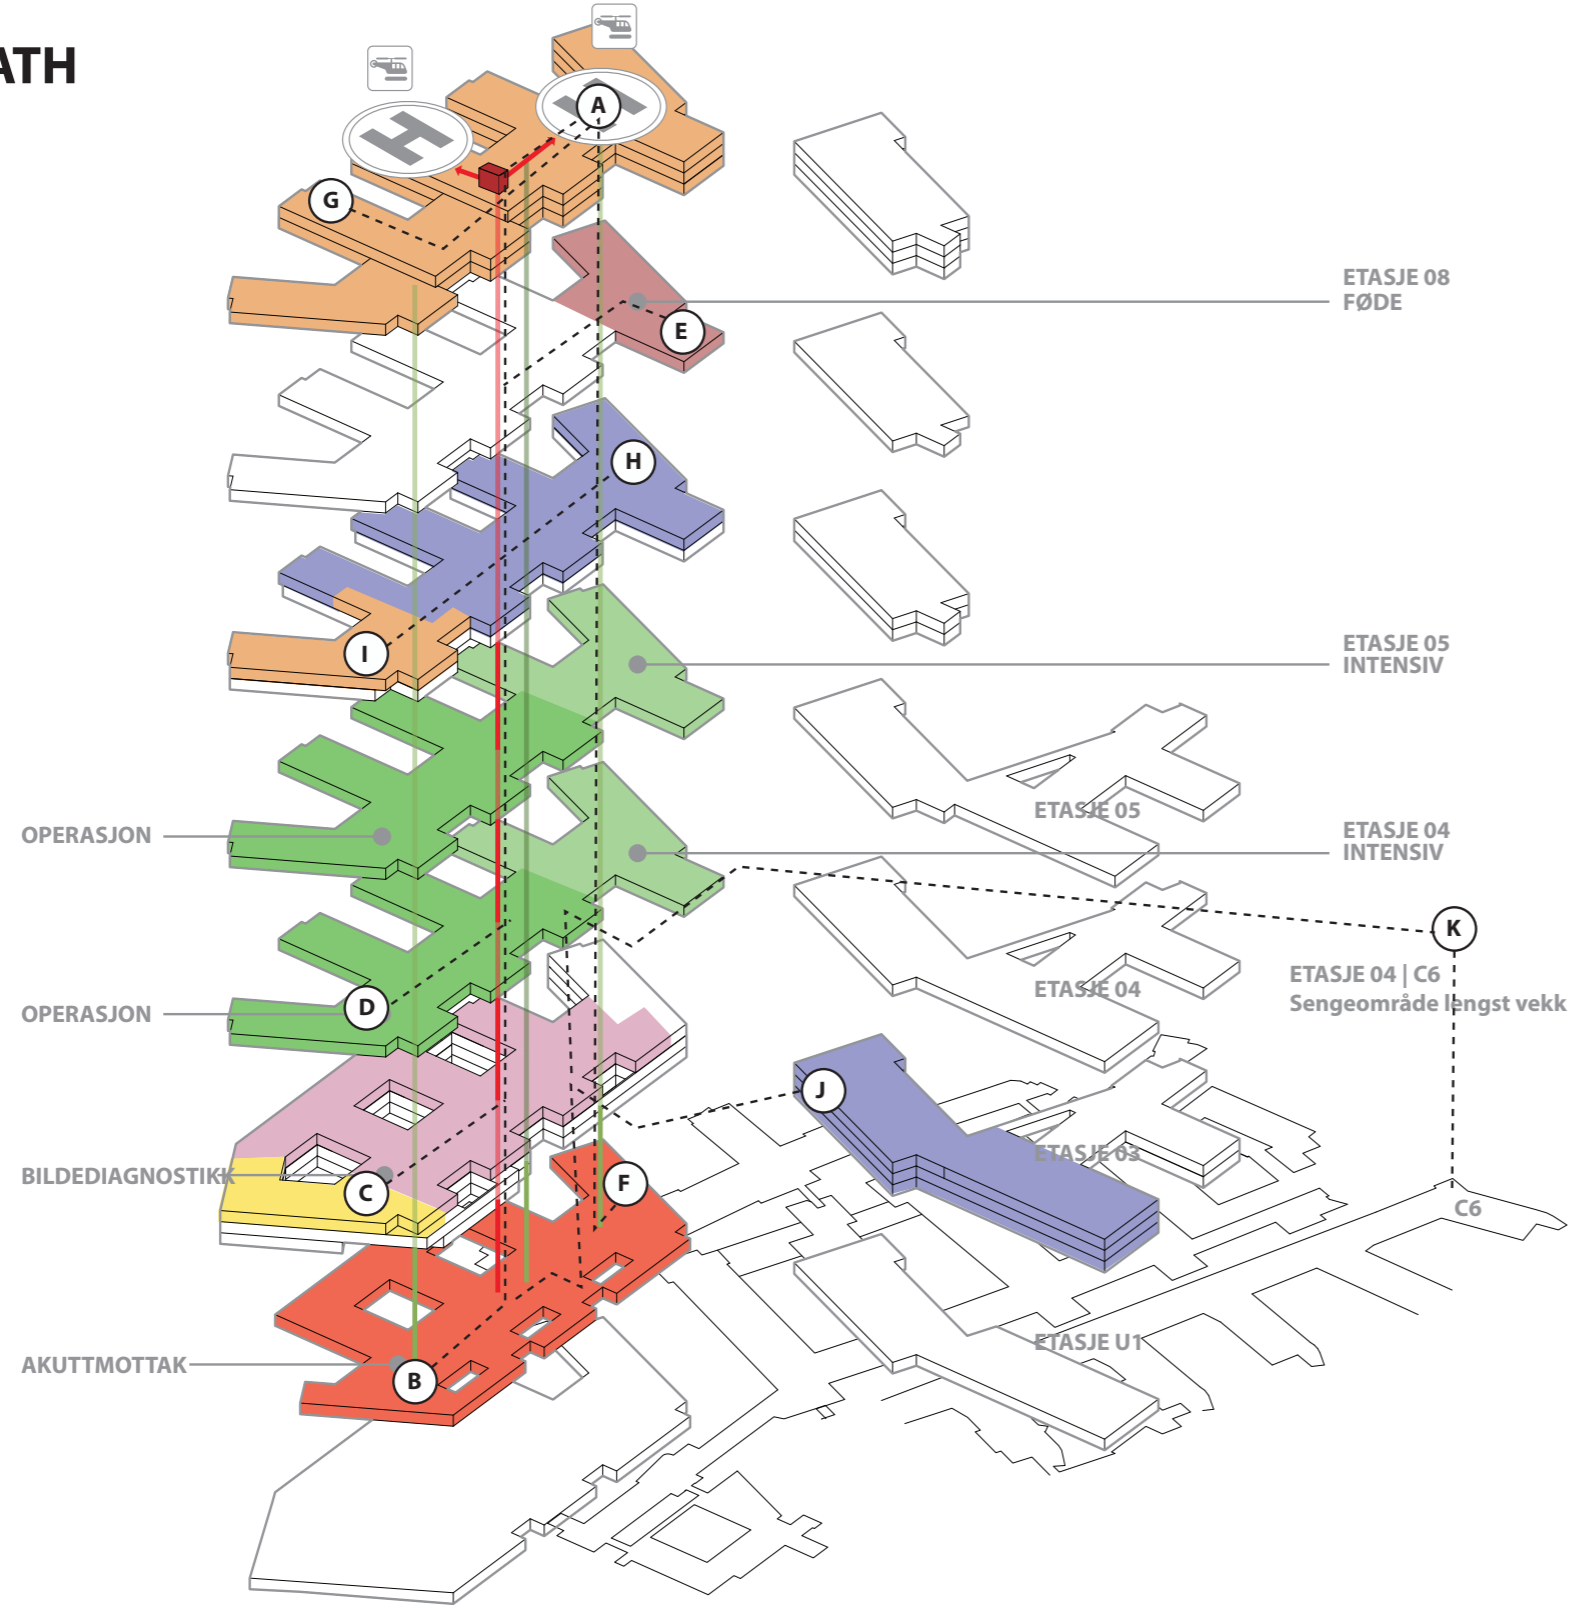 ATH
A
G
ETASJE 08
FØDE
E
H
I
ETASJE 05
INTENSIV
ETASJE 05
OPERASJON
ETASJE 04
INTENSIV
K
ETASJE 04 | C6
Sengeområde lengst vekk
ETASJE 04
D
OPERASJON
J
ETASJE 03
BILDEDIAGNOSTIKK
C
F
C6
ETASJE U1
AKUTTMOTTAK
B
H
H